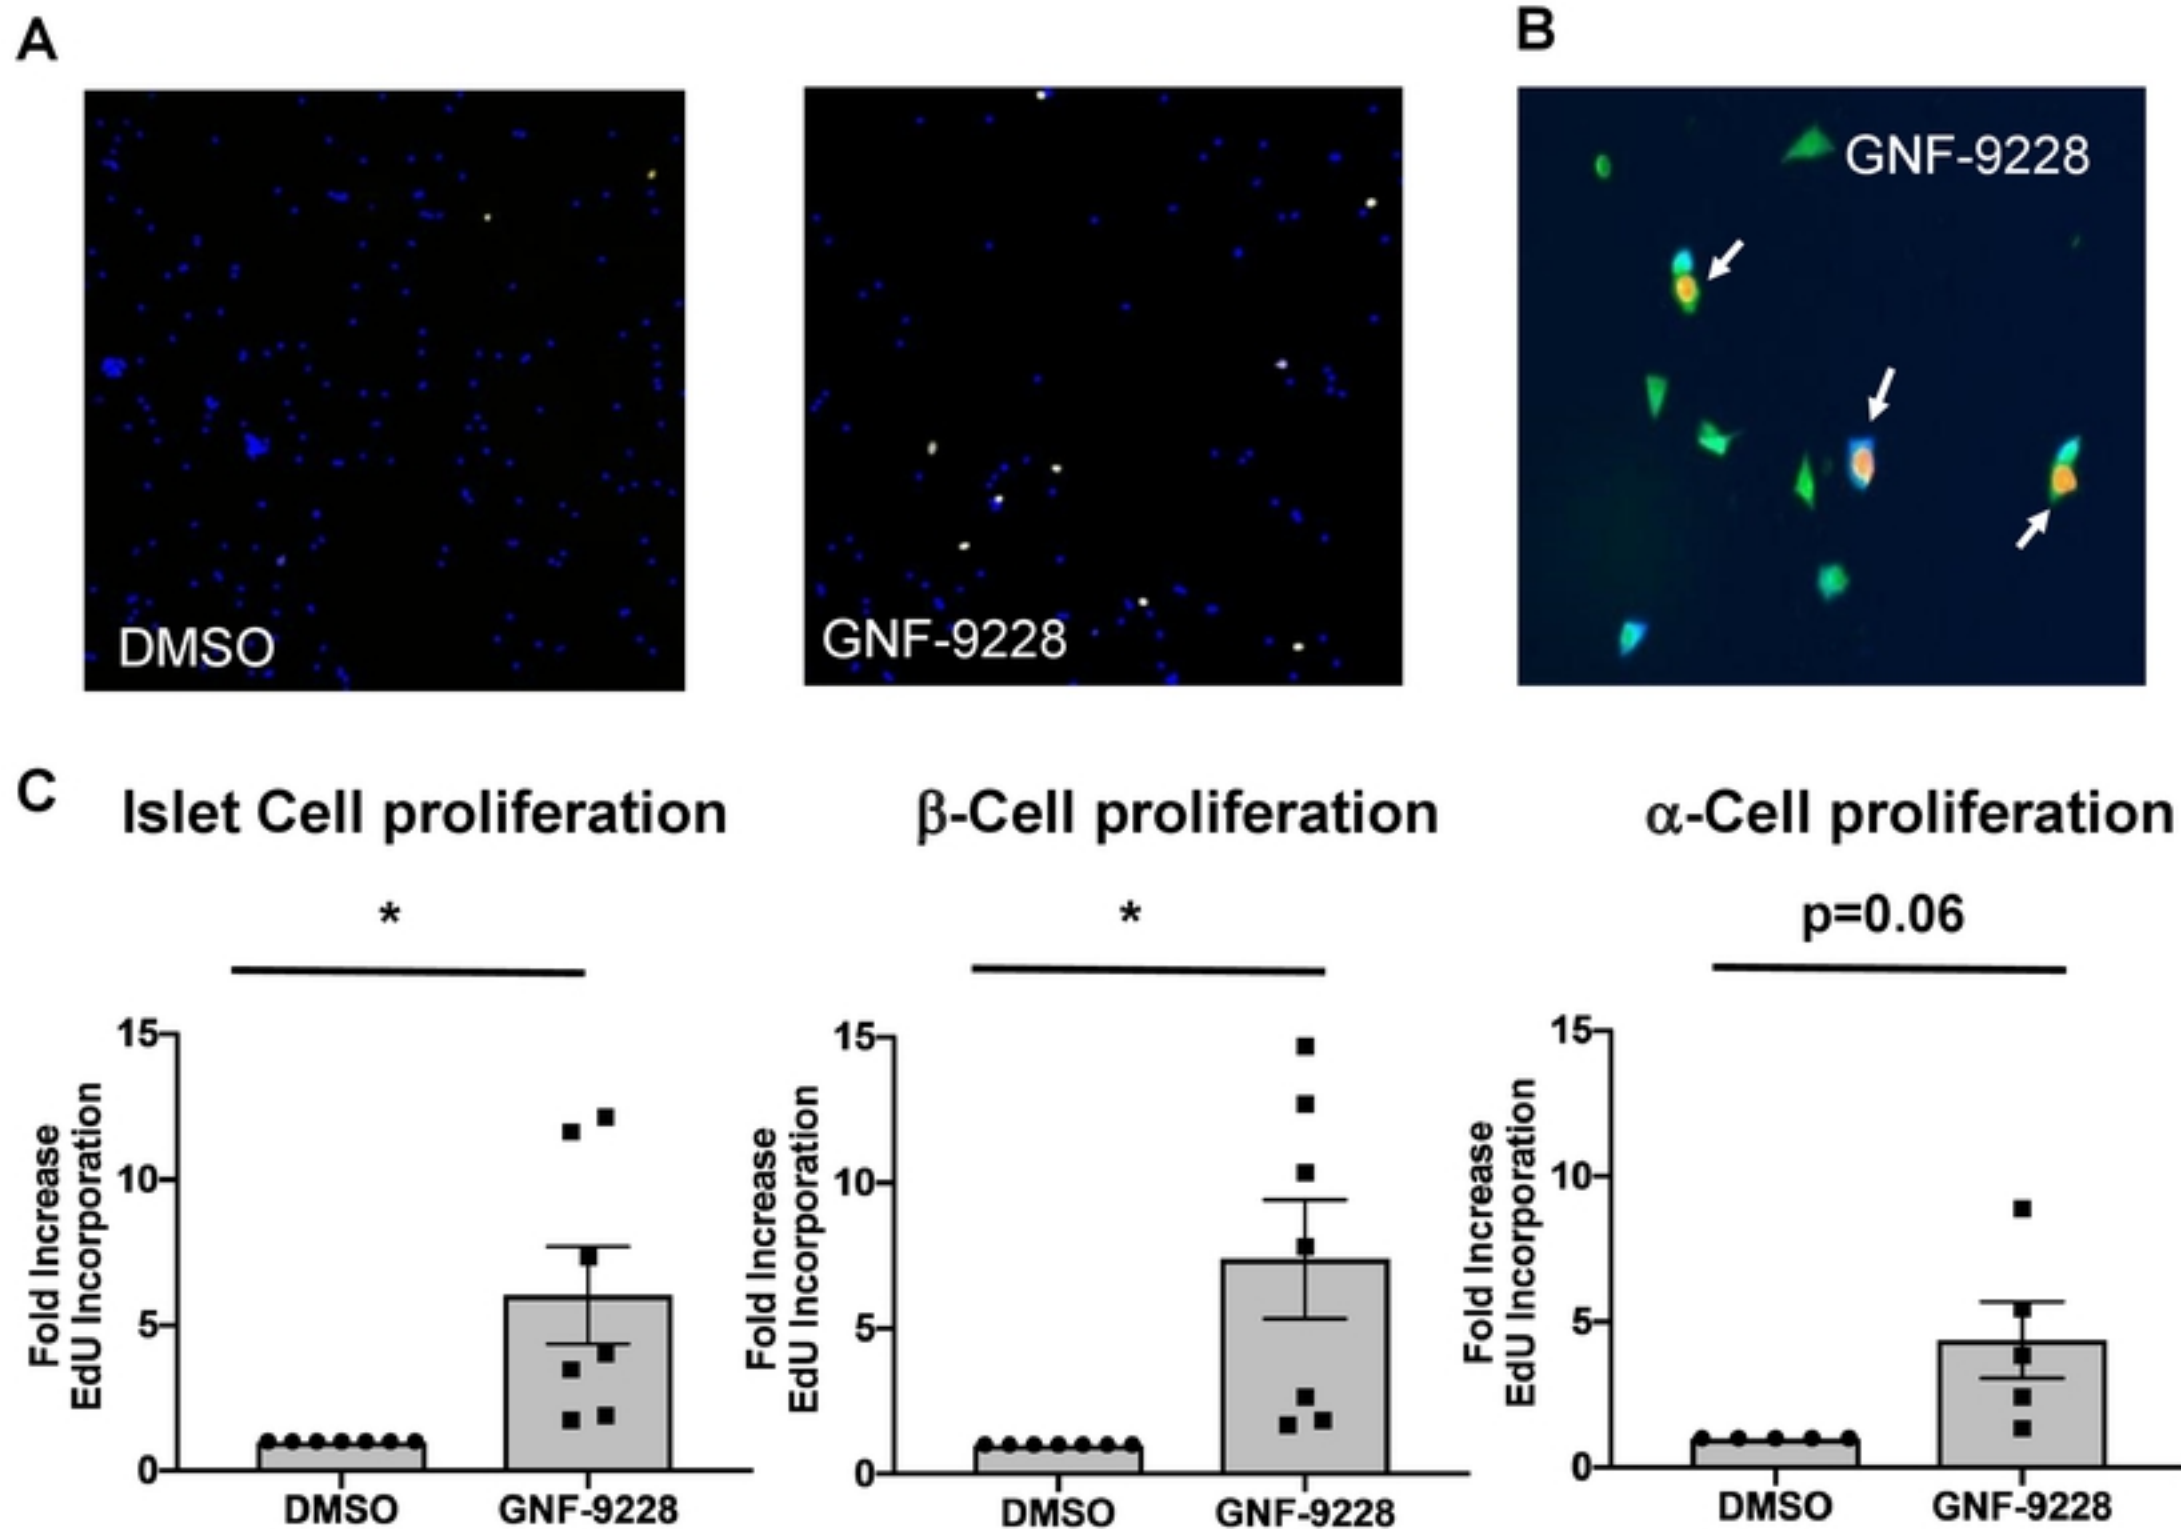 A
B
DMSO
GNF-9228
GNF-9228
C
Islet Cell proliferation
β-Cell proliferation
α-Cell proliferation
*
*
p=0.06
Fold Increase
EdU Incorporation
15
10
5
0
DMSO
GNF-9228
Fold Increase
EdU Incorporation
15
10
5
0
DMSO
GNF-9228
Fold Increase
EdU Incorporation
15
10
5
0
DMSO
GNF-9228